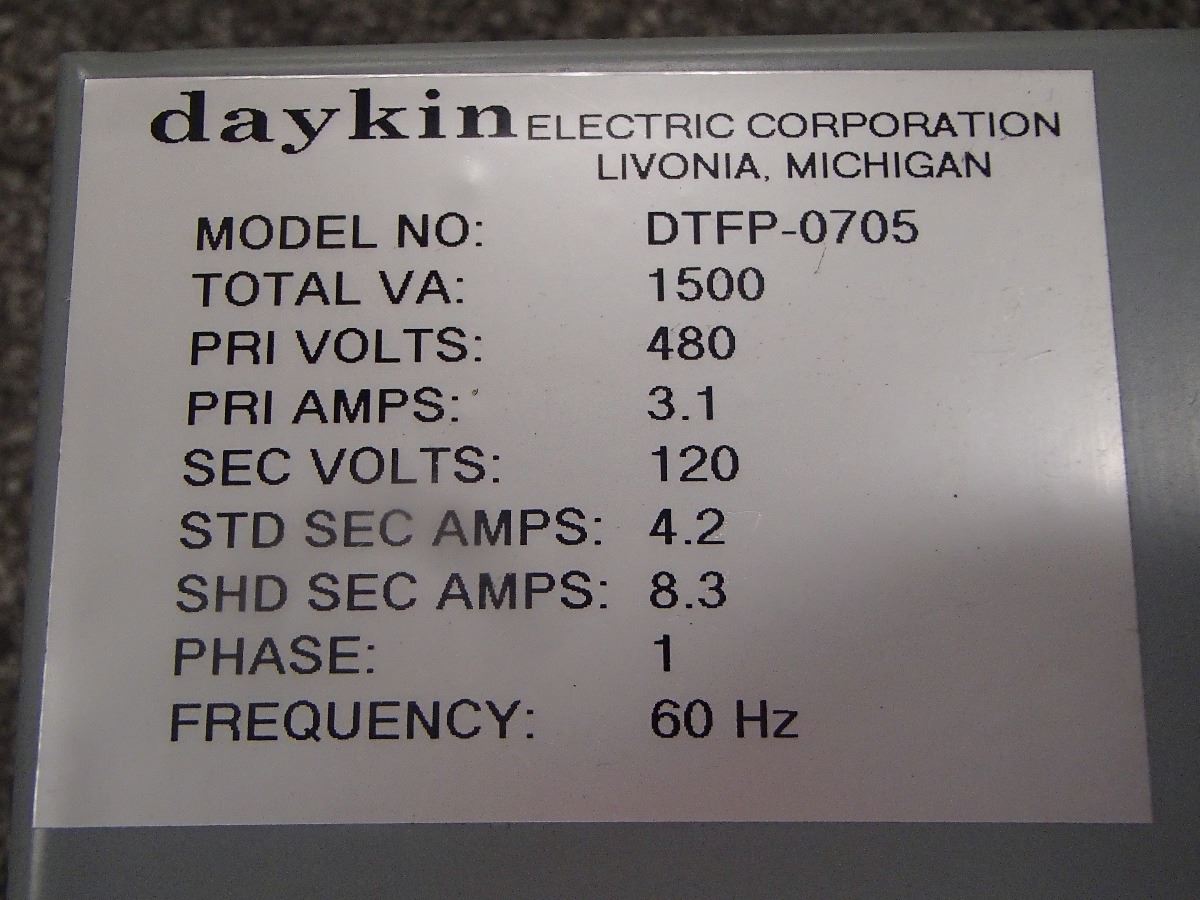 daykin ELECTRIC CORPORATION
LIVONIA, MICHIGAN
MODEL NO: DTFP-0705
TOTAL VA: 1500
PRI VOLTS: 480
PRI AMPS: 3.1
SEC VOLTS: 120
STD SEC AMPS: 4.2
SHD SEC AMPS: 8.3
PHASE: 1
FREQUENCY: 60 Hz